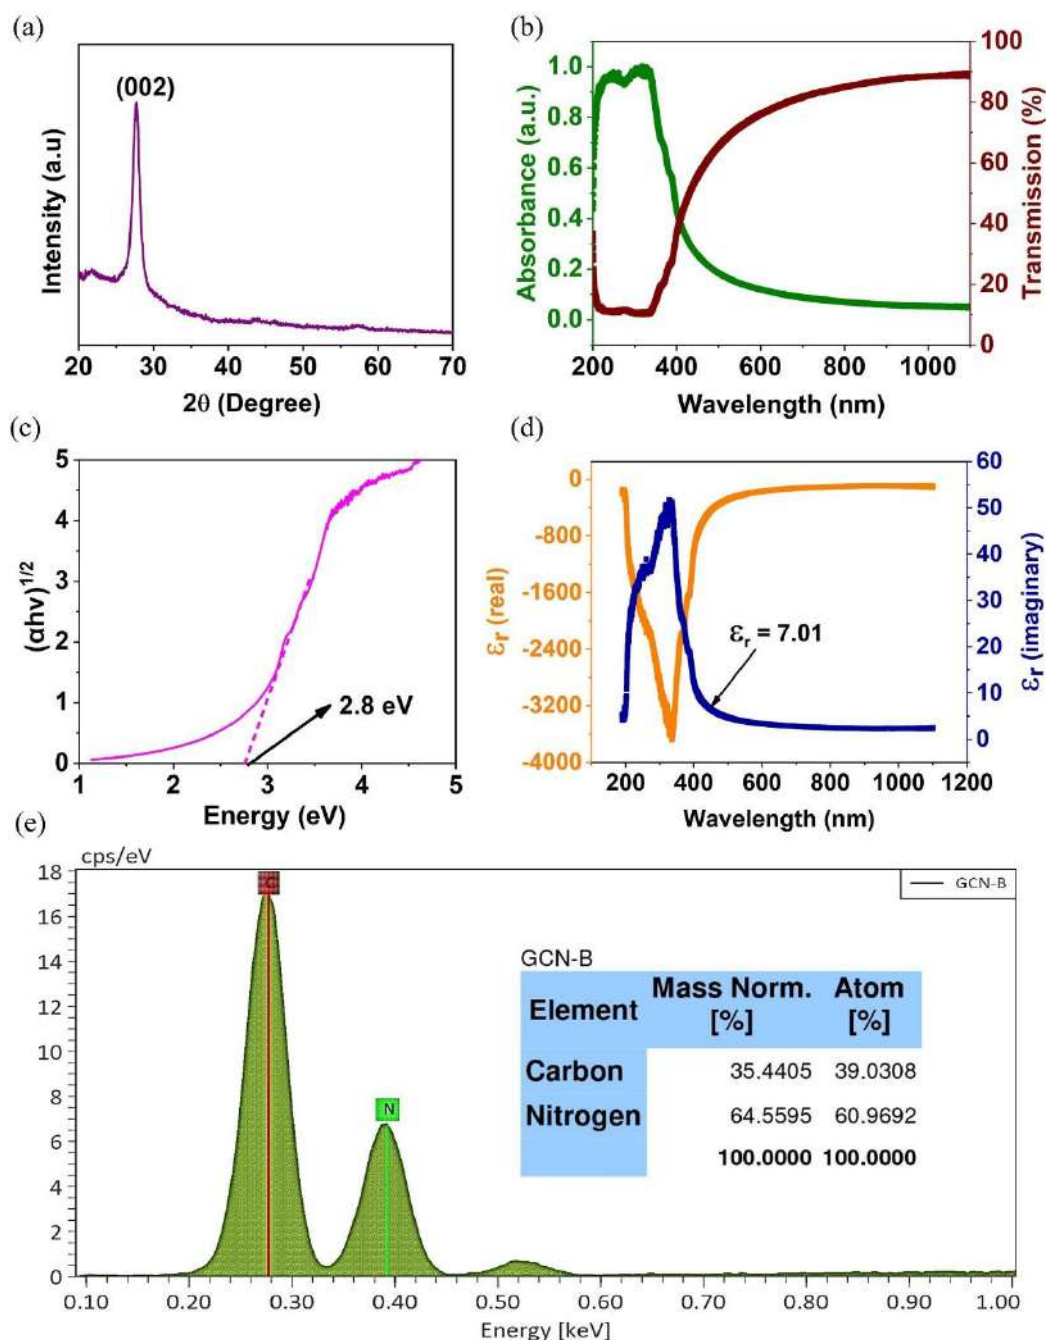 (a)
(002)
Intensity (a.u)
20 30 40 50 60 70
2θ (Degree)
(b)
1.0
0.8
0.6
0.4
0.2
0.0
Absorbance (a.u.)
100
80
60
40
20
0
Transmission (%)
200 400 600 800 1000
Wavelength (nm)
(c)
5
4
3
2
1
0
(αhν)1/2
2.8 eV
1 2 3 4 5
Energy (eV)
(d)
0
-800
-1600
-2400
-3200
-4000
εr (real)
60
50
40
30
20
10
0
εr (imaginary)
εr = 7.01
200 400 600 800 1000 1200
Wavelength (nm)
(e)
cps/eV
18
16
14
12
10
8
6
4
2
0
C
N
GCN-B
GCN-B
Element Mass Norm. [%] Atom [%]
Carbon 35.4405 39.0308
Nitrogen 64.5595 60.9692
100.0000 100.0000
0.10 0.20 0.30 0.40 0.50 0.60 0.70 0.80 0.90 1.00
Energy [keV]